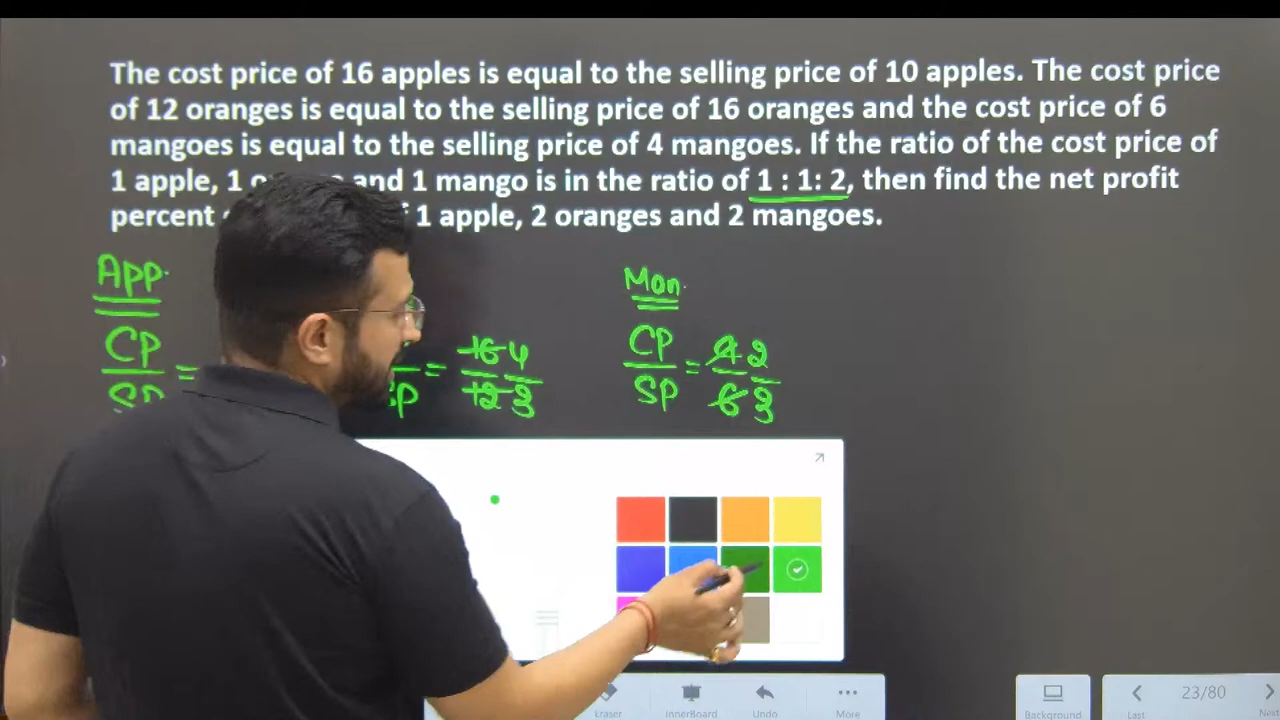 The cost price of 16 apples is equal to the selling price of 10 apples. The cost price
of 12 oranges is equal to the selling price of 16 oranges and the cost price of 6
mangoes is equal to the selling price of 4 mangoes. If the ratio of the cost price of
1 apple, 1 and 1 mango is in the ratio of 1 : 1: 2, then find the net profit
percent 1 apple, 2 oranges and 2 mangoes.
App.
CP
SP =
SP = 16 4
12 3
Man.
CP
SP = 4 2
6 3
Eraser
InnerBoard
Undo
More
Background
Last
23/80
Next